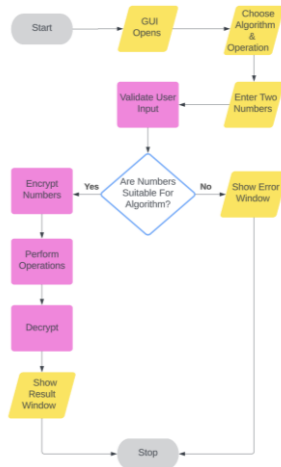 Start
GUI
Opens
Choose
Algorithm
&
Operation
Enter Two
Numbers
Validate User
Input
Are Numbers
Suitable For
Algorithm?
Yes
No
Encrypt
Numbers
Show Error
Window
Perform
Operations
Decrypt
Show
Result
Window
Stop